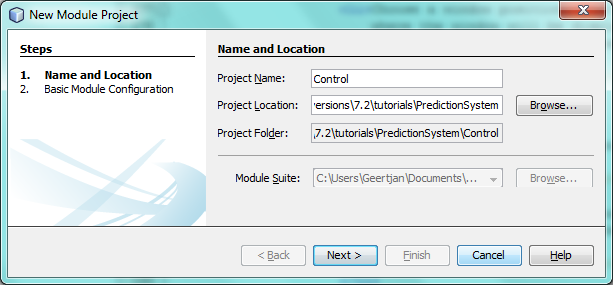 New Module Project
Steps
1. Name and Location
2. Basic Module Configuration
Name and Location
Project Name: Control
Project Location: ersions\7.2\tutorials\PredictionSystem Browse...
Project Folder: 7.2\tutorials\PredictionSystem\Control
Module Suite: C:\Users\Geertjan\Documents\... Browse...
< Back Next > Finish Cancel Help